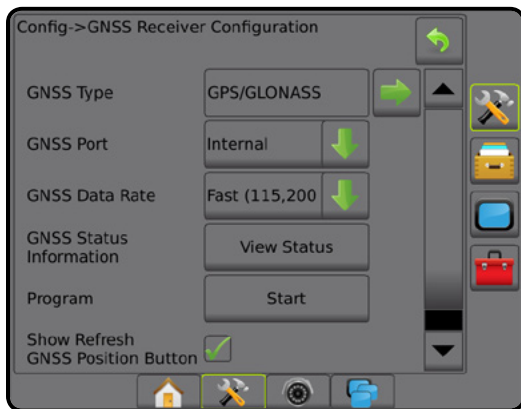 Config->GNSS Receiver Configuration
GNSS Type
GPS/GLONASS
GNSS Port
Internal
GNSS Data Rate
Fast (115,200
GNSS Status
Information
View Status
Program
Start
Show Refresh
GNSS Position Button